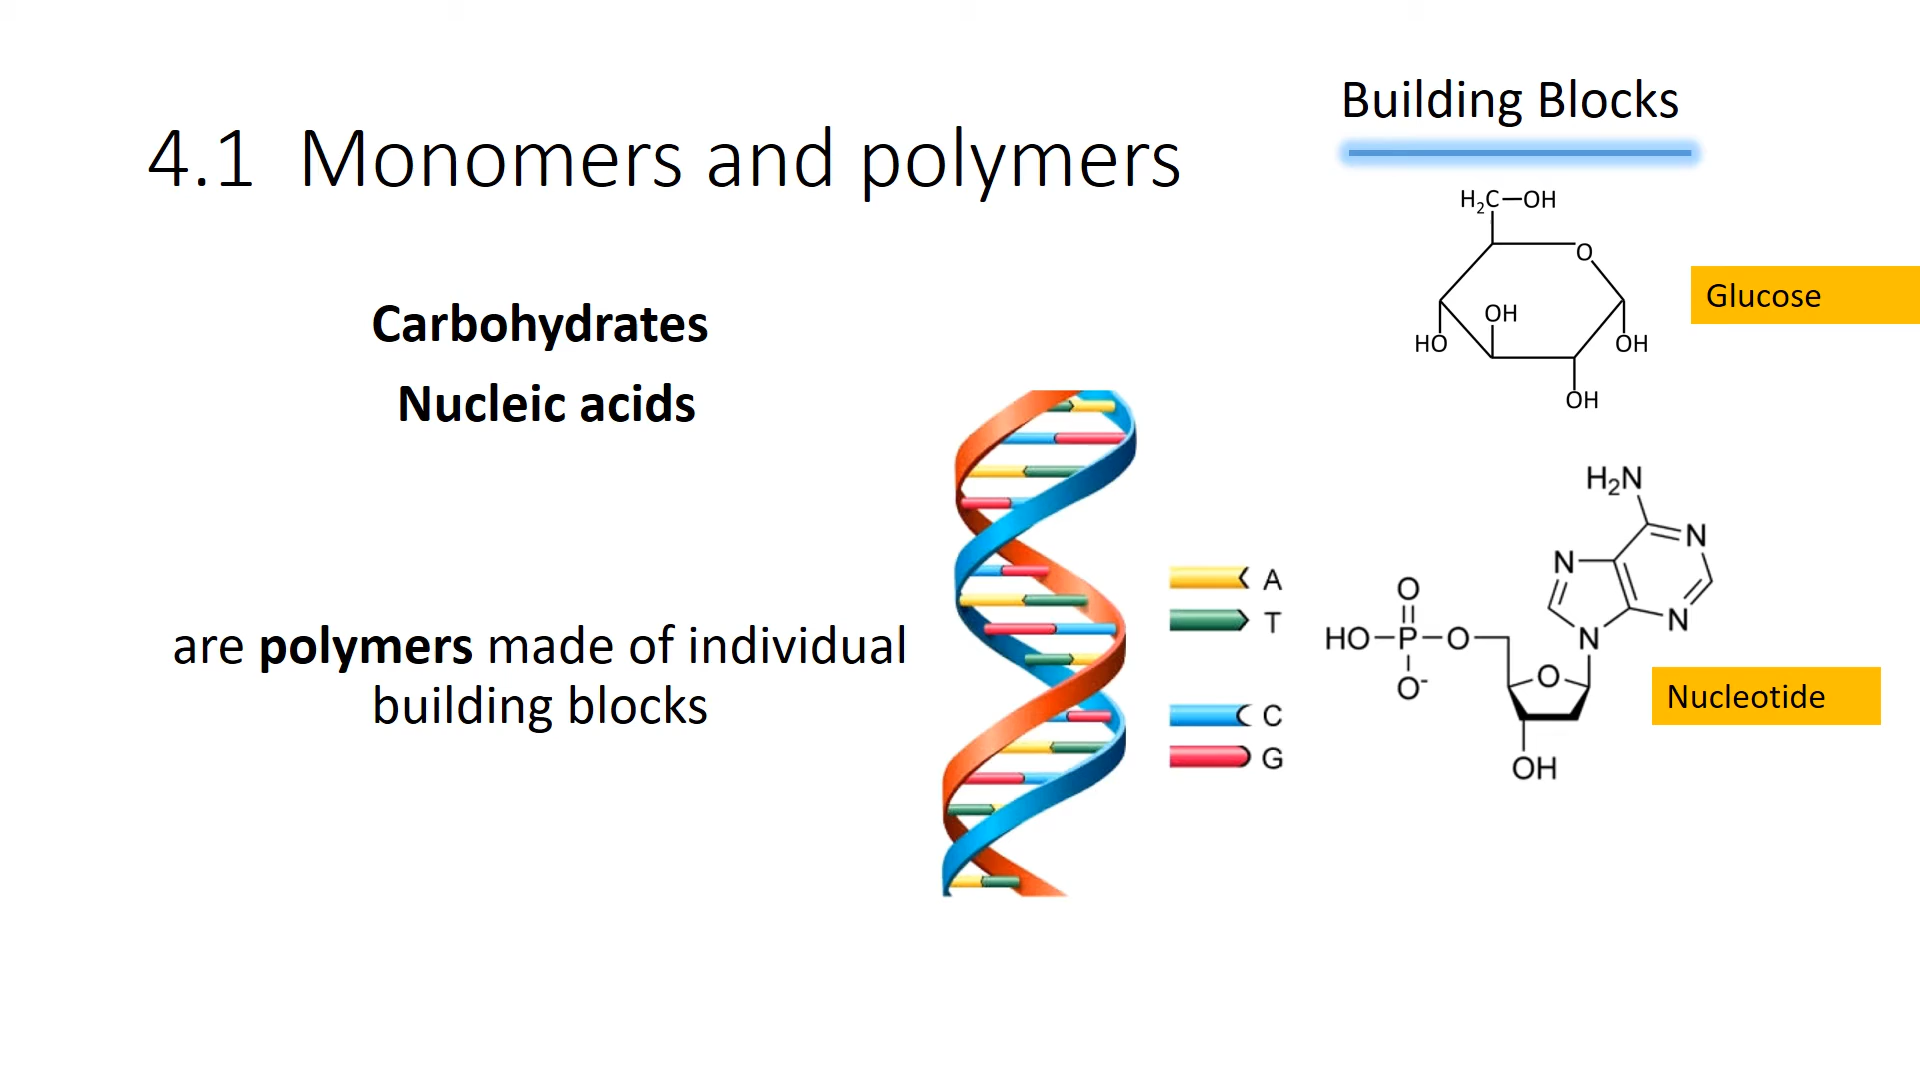 Building Blocks
4.1 Monomers and polymers
H₂C—OH
O
OH
HO
OH
OH
Glucose
Carbohydrates
Nucleic acids
are polymers made of individual
building blocks
A
T
C
G
H₂N
N
N
N
N
O
HO—P—O
O⁻
O
OH
Nucleotide